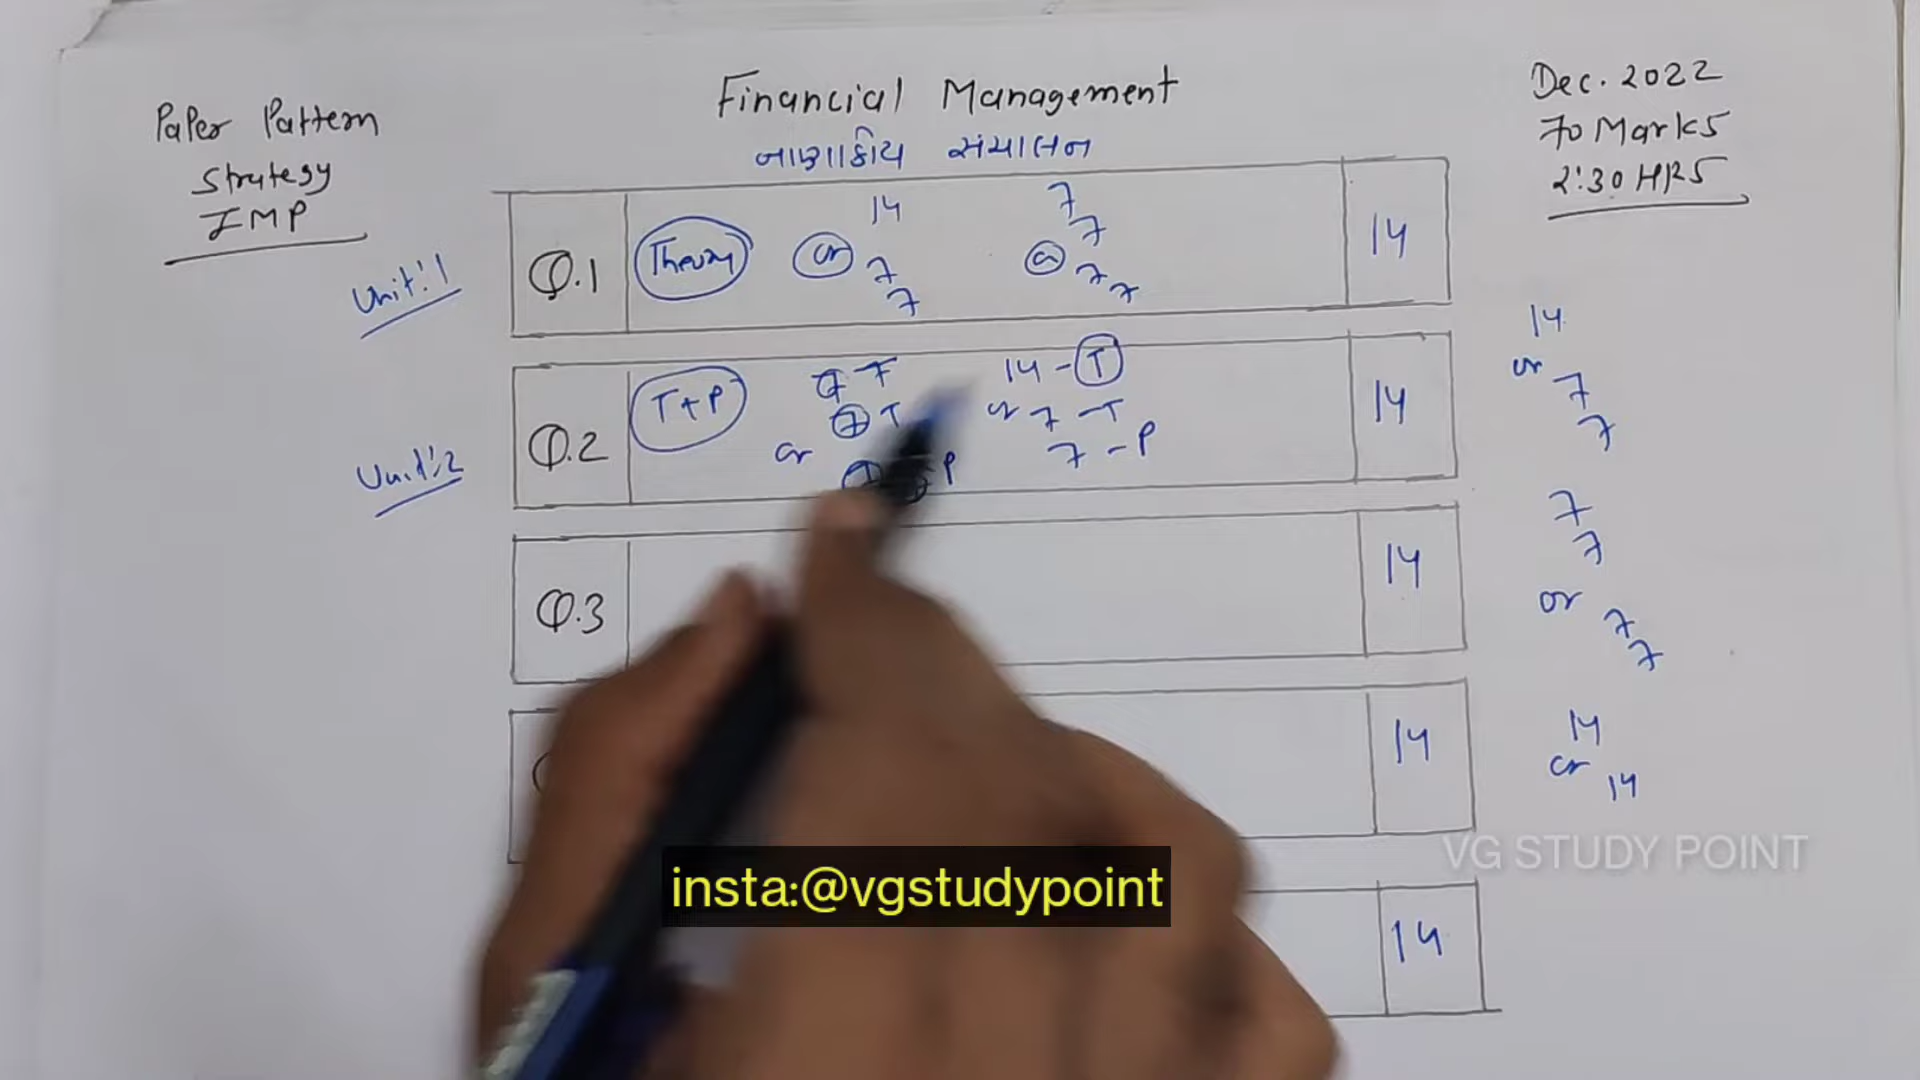 Financial Management
નાણાકીય સંચાલન
Paper Pattern
Strategy
IMP
Dec. 2022
70 Marks
2:30 HRS
Unit:1
Q.1
Theory
14
or 7
7
7
7
or 7
7
14
Unit:2
Q.2
T+P
7 T
7 T
or
P
14 - T
or 7 - T
7 - P
14
Q.3
14
14
14
14
or
7
7
7
7
or
7
7
14
or
14
VG STUDY POINT
insta:@vgstudypoint